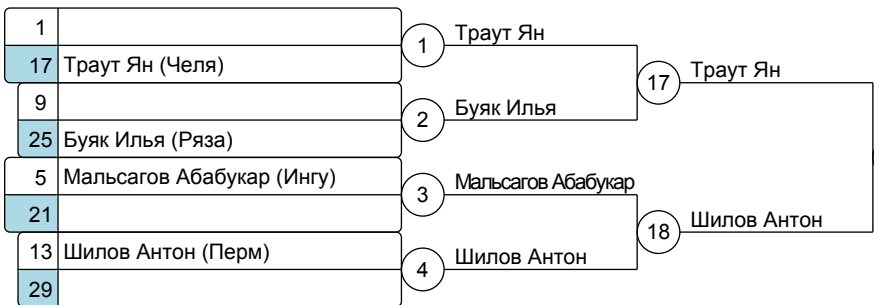 1
17 Траут Ян (Челя)
9
25 Буяк Илья (Ряза)
5 Мальсагов Абабукар (Ингу)
21
13 Шилов Антон (Перм)
29
1 Траут Ян
2 Буяк Илья
3 Мальсагов Абабукар
4 Шилов Антон
17 Траут Ян
18 Шилов Антон